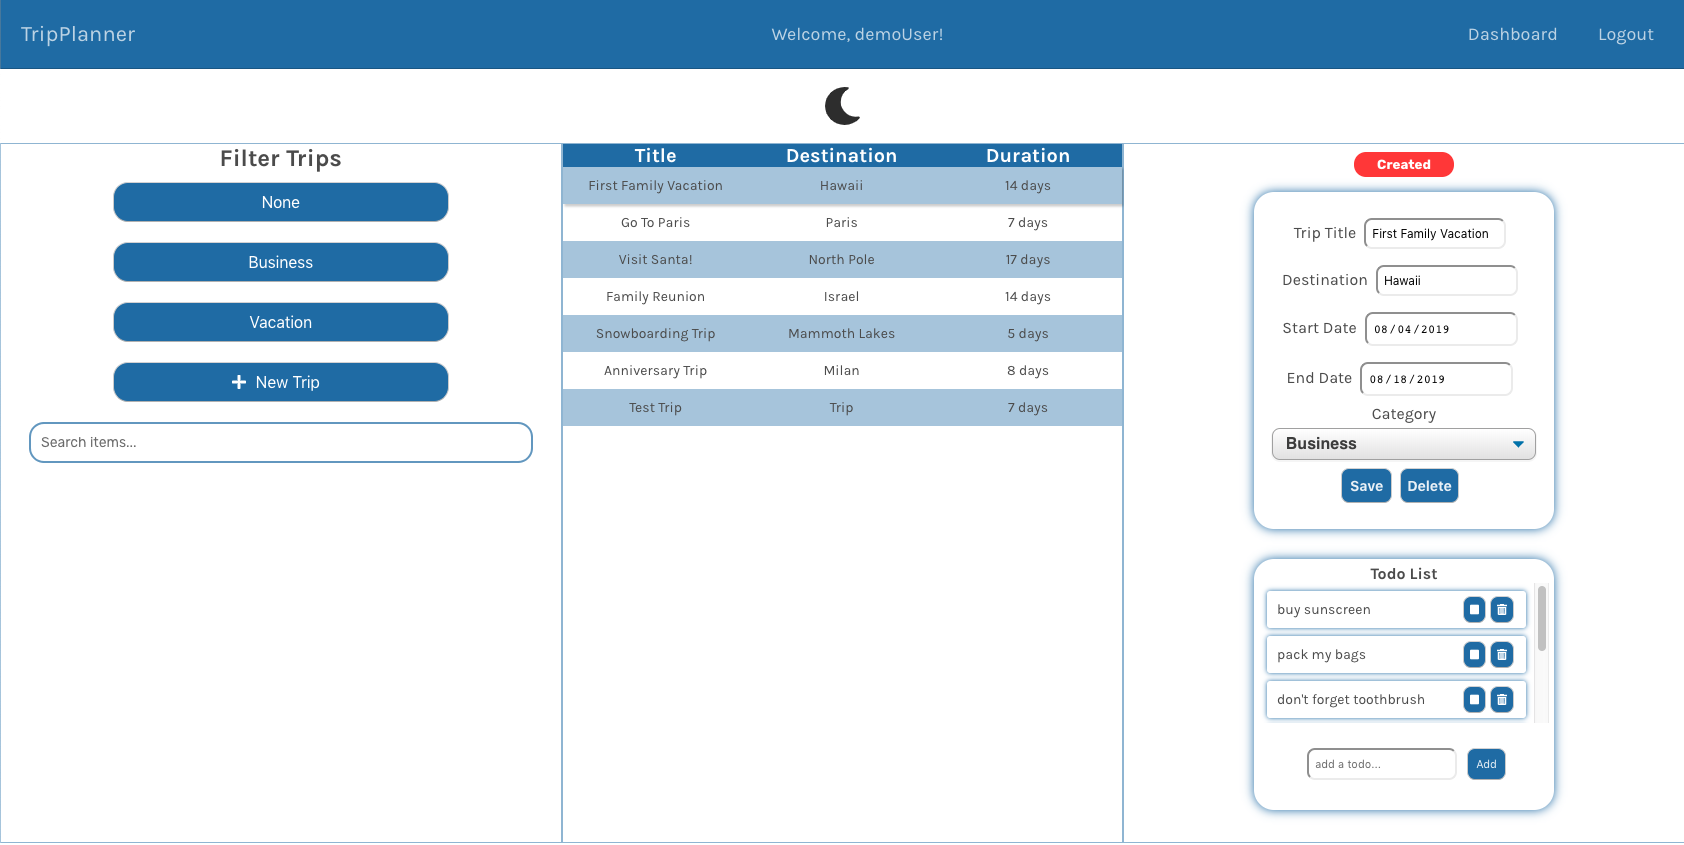 TripPlanner
Welcome, demoUser!
Dashboard
Logout
Filter Trips
None
Business
Vacation
New Trip
Search items...
Title Destination Duration
First Family Vacation Hawaii 14 days
Go To Paris Paris 7 days
Visit Santa! North Pole 17 days
Family Reunion Israel 14 days
Snowboarding Trip Mammoth Lakes 5 days
Anniversary Trip Milan 8 days
Test Trip Trip 7 days
Created
Trip Title First Family Vacation
Destination Hawaii
Start Date 08/04/2019
End Date 08/18/2019
Category
Business
Save Delete
Todo List
buy sunscreen
pack my bags
don't forget toothbrush
add a todo... Add